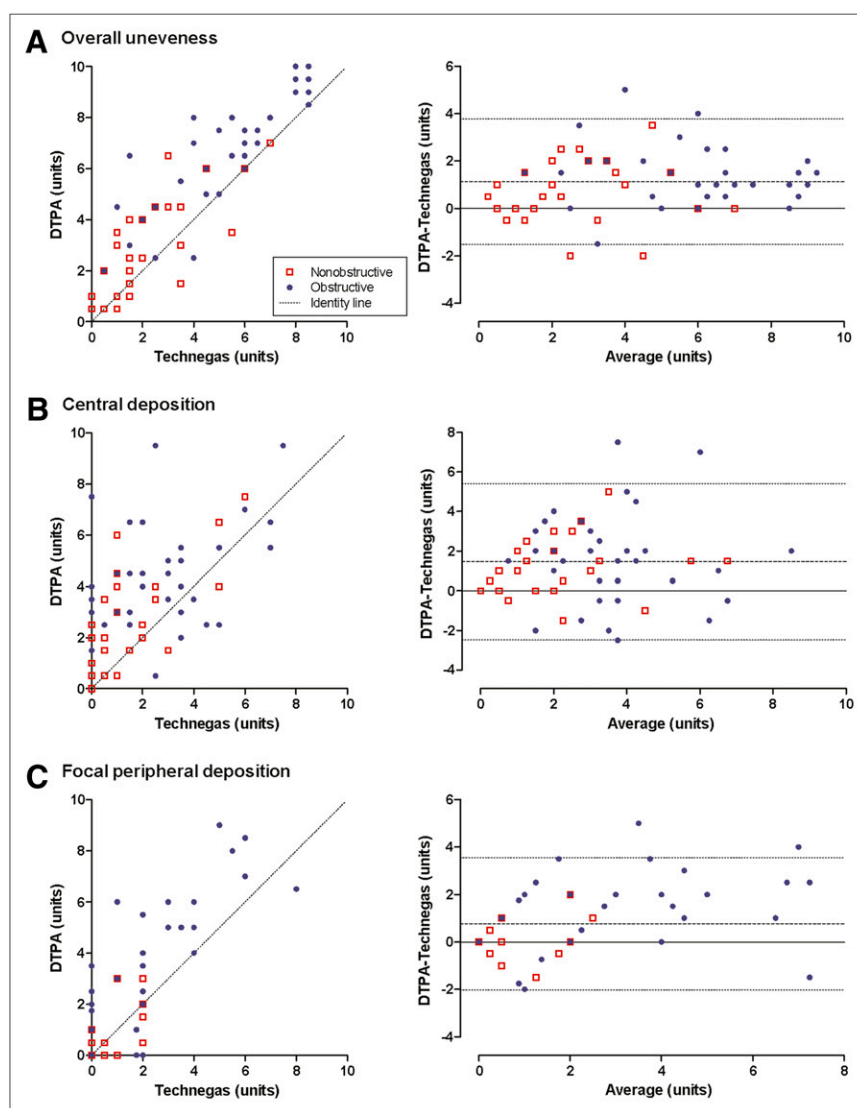 A Overall uneveness
10
8
6
4
2
0
DTPA (units)
0 2 4 6 8 10
Technegas (units)
Nonobstructive
Obstructive
Identity line
6
4
2
0
-2
-4
DTPA-Technegas (units)
0 2 4 6 8 10
Average (units)
B Central deposition
10
8
6
4
2
0
DTPA (units)
0 2 4 6 8 10
Technegas (units)
8
6
4
2
0
-2
-4
DTPA-Technegas (units)
0 2 4 6 8 10
Average (units)
C Focal peripheral deposition
10
8
6
4
2
0
DTPA (units)
0 2 4 6 8 10
Technegas (units)
6
4
2
0
-2
-4
DTPA-Technegas (units)
0 2 4 6 8
Average (units)